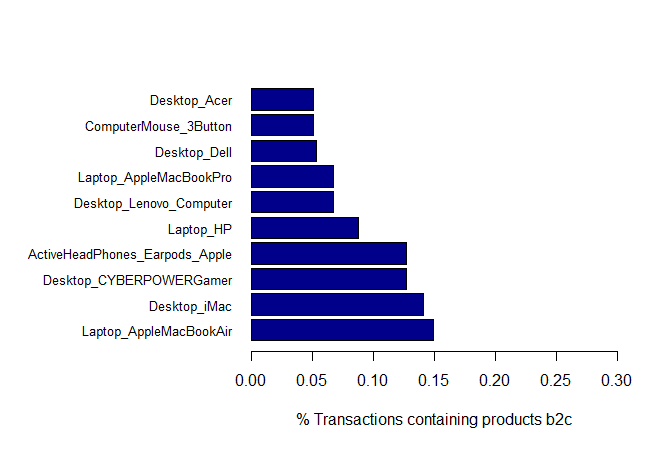 Desktop_Acer
ComputerMouse_3Button
Desktop_Dell
Laptop_AppleMacBookPro
Desktop_Lenovo_Computer
Laptop_HP
ActiveHeadPhones_Earpods_Apple
Desktop_CYBERPOWERGamer
Desktop_iMac
Laptop_AppleMacBookAir
0.00 0.05 0.10 0.15 0.20 0.25 0.30
% Transactions containing products b2c